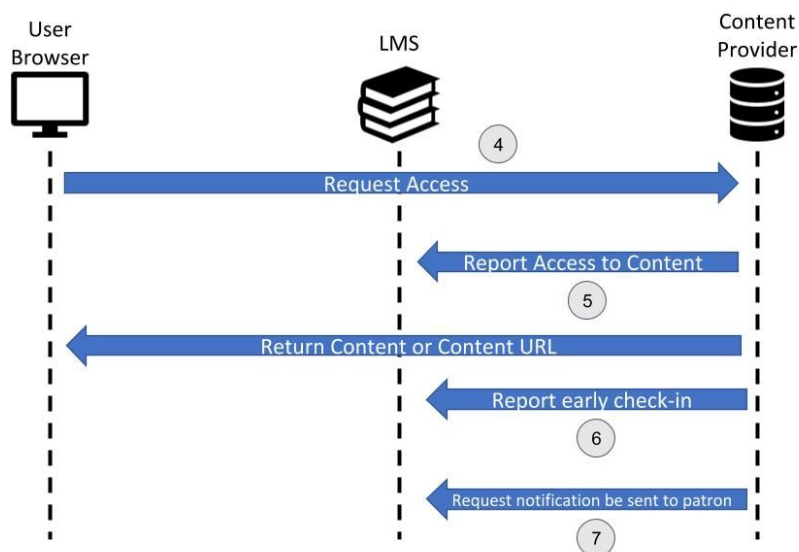 User
Browser
LMS
Content
Provider
4
Request Access
Report Access to Content
5
Return Content or Content URL
Report early check-in
6
Request notification be sent to patron
7